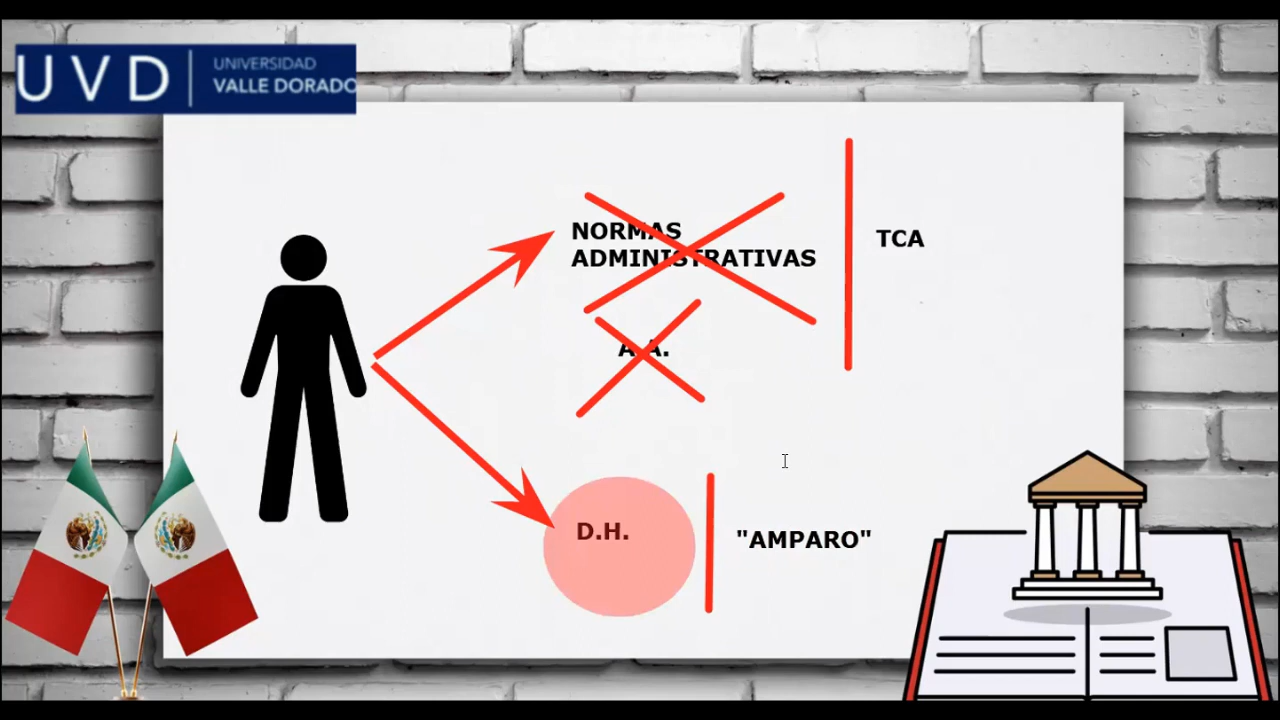 UVD
UNIVERSIDAD
VALLE DORADO
NORMAS
ADMINISTRATIVAS
TCA
A.A.
D.H.
"AMPARO"